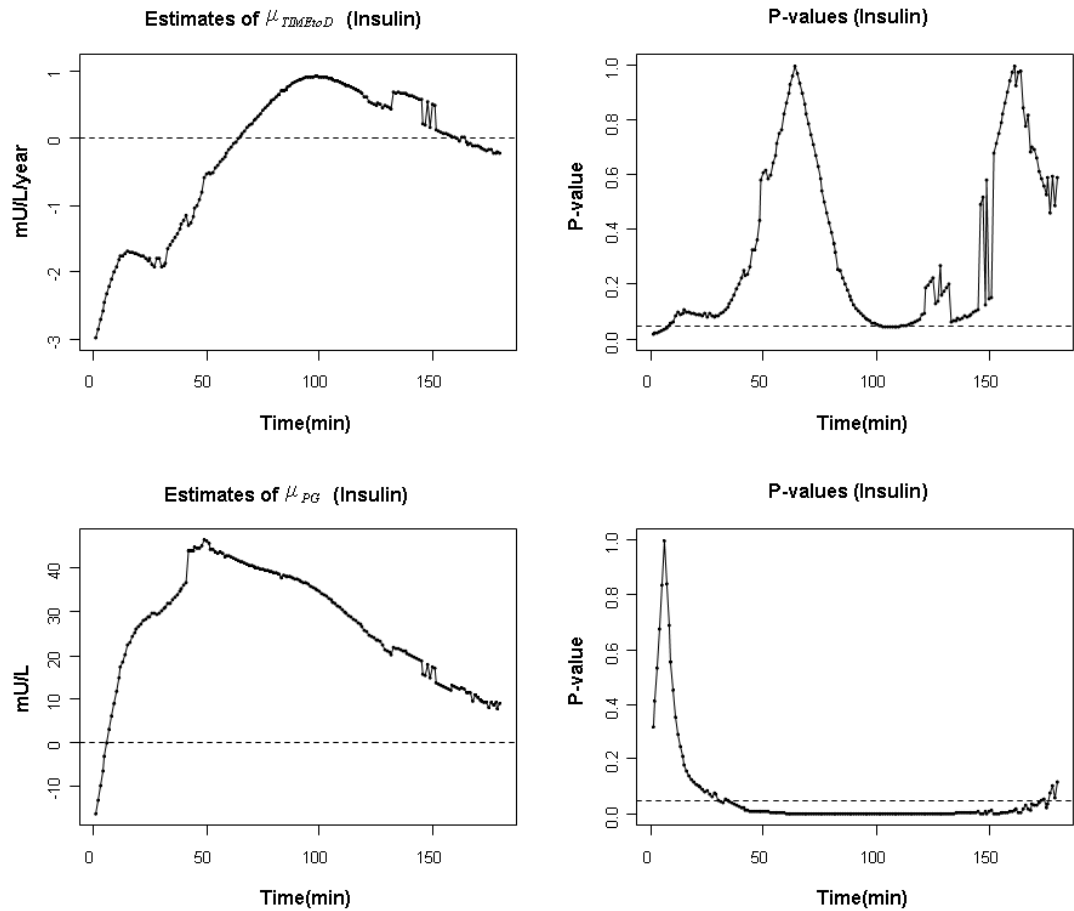 Estimates of μ TIMEtoD (Insulin)
mU/L/year
1
0
-1
-2
-3
0 50 100 150
Time(min)
P-values (Insulin)
P-value
1.0
0.8
0.6
0.4
0.2
0.0
0 50 100 150
Time(min)
Estimates of μ PG (Insulin)
mU/L
40
30
20
10
0
-10
0 50 100 150
Time(min)
P-values (Insulin)
P-value
1.0
0.8
0.6
0.4
0.2
0.0
0 50 100 150
Time(min)